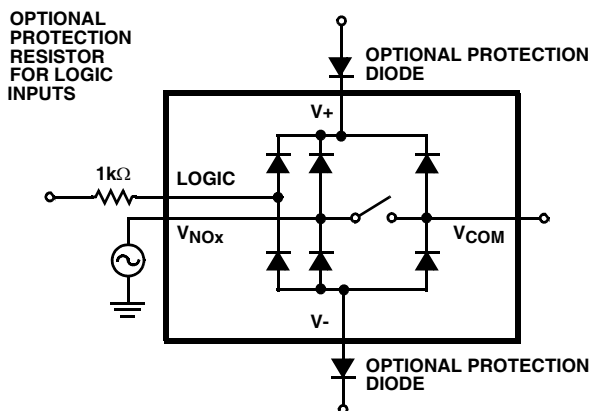 OPTIONAL
PROTECTION
RESISTOR
FOR LOGIC
INPUTS
OPTIONAL PROTECTION
DIODE
V+
1kΩ
LOGIC
VNOx
VCOM
V-
OPTIONAL PROTECTION
DIODE